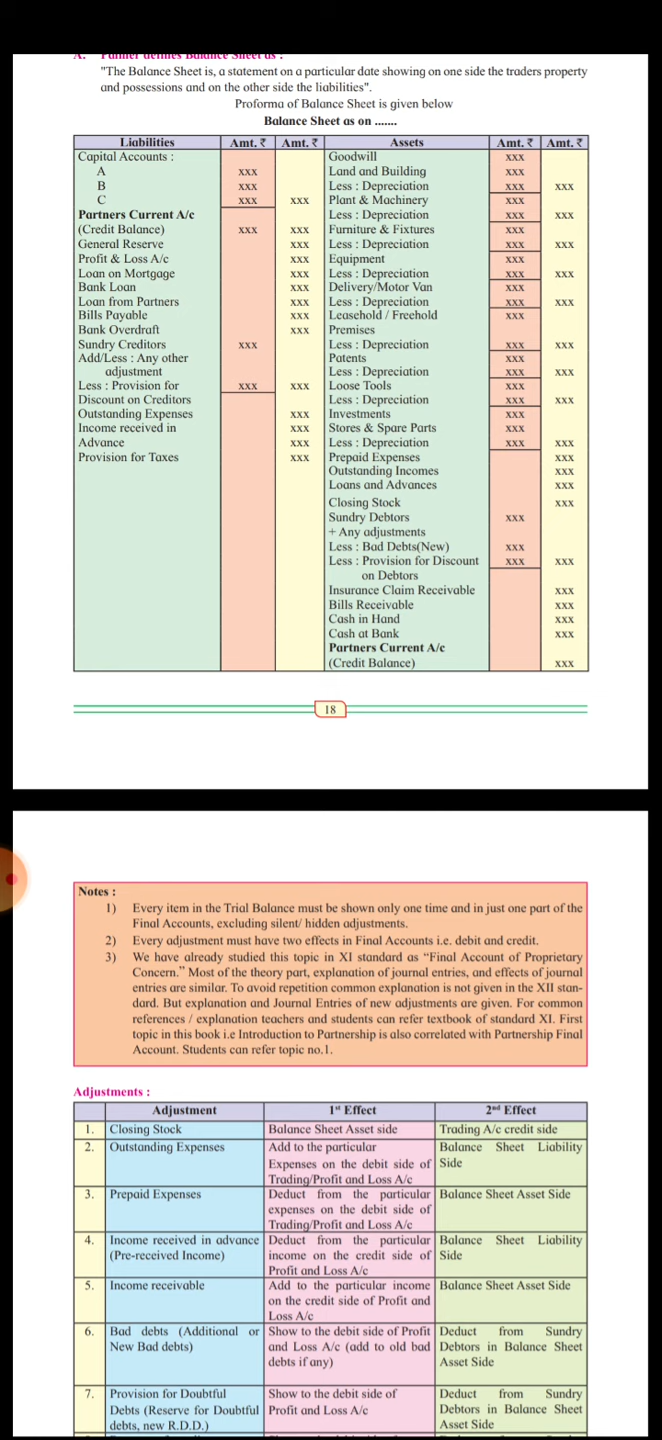 A. Palmer defines Balance Sheet as :
"The Balance Sheet is, a statement on a particular date showing on one side the traders property
and possessions and on the other side the liabilities".
Proforma of Balance Sheet is given below
Balance Sheet as on .......
Liabilities Amt. ₹ Amt. ₹ Assets Amt. ₹ Amt. ₹
Capital Accounts : Goodwill xxx
A xxx Land and Building xxx
B xxx Less : Depreciation xxx xxx
C xxx xxx Plant & Machinery xxx
Partners Current A/c Less : Depreciation xxx xxx
(Credit Balance) xxx xxx Furniture & Fixtures xxx
General Reserve xxx Less : Depreciation xxx xxx
Profit & Loss A/c xxx Equipment xxx
Loan on Mortgage xxx Less : Depreciation xxx xxx
Bank Loan xxx Delivery/Motor Van xxx
Loan from Partners xxx Less : Depreciation xxx xxx
Bills Payable xxx Leasehold / Freehold xxx
Bank Overdraft xxx Premises
Sundry Creditors xxx Less : Depreciation xxx xxx
Add/Less : Any other Patents xxx
adjustment Less : Depreciation xxx xxx
Less : Provision for xxx xxx Loose Tools xxx
Discount on Creditors Less : Depreciation xxx xxx
Outstanding Expenses xxx Investments xxx
Income received in xxx Stores & Spare Parts xxx
Advance xxx Less : Depreciation xxx xxx
Provision for Taxes xxx Prepaid Expenses xxx
Outstanding Incomes xxx
Loans and Advances xxx
Closing Stock xxx
Sundry Debtors xxx
+ Any adjustments
Less : Bad Debts(New) xxx
Less : Provision for Discount xxx xxx
on Debtors
Insurance Claim Receivable xxx
Bills Receivable xxx
Cash in Hand xxx
Cash at Bank xxx
Partners Current A/c
(Credit Balance) xxx
18
Notes :
1) Every item in the Trial Balance must be shown only one time and in just one part of the
Final Accounts, excluding silent/ hidden adjustments.
2) Every adjustment must have two effects in Final Accounts i.e. debit and credit.
3) We have already studied this topic in XI standard as “Final Account of Proprietary
Concern.” Most of the theory part, explanation of journal entries, and effects of journal
entries are similar. To avoid repetition common explanation is not given in the XII stan-
dard. But explanation and Journal Entries of new adjustments are given. For common
references / explanation teachers and students can refer textbook of standard XI. First
topic in this book i.e Introduction to Partnership is also correlated with Partnership Final
Account. Students can refer topic no.1.
Adjustments :
Adjustment 1st Effect 2nd Effect
1. Closing Stock Balance Sheet Asset side Trading A/c credit side
2. Outstanding Expenses Add to the particular Balance Sheet Liability
Expenses on the debit side of Side
Trading/Profit and Loss A/c
3. Prepaid Expenses Deduct from the particular Balance Sheet Asset Side
expenses on the debit side of
Trading/Profit and Loss A/c
4. Income received in advance Deduct from the particular Balance Sheet Liability
(Pre-received Income) income on the credit side of Side
Profit and Loss A/c
5. Income receivable Add to the particular income Balance Sheet Asset Side
on the credit side of Profit and
Loss A/c
6. Bad debts (Additional or Show to the debit side of Profit Deduct from Sundry
New Bad debts) and Loss A/c (add to old bad Debtors in Balance Sheet
debts if any) Asset Side
7. Provision for Doubtful Show to the debit side of Deduct from Sundry
Debts (Reserve for Doubtful Profit and Loss A/c Debtors in Balance Sheet
debts, new R.D.D.) Asset Side